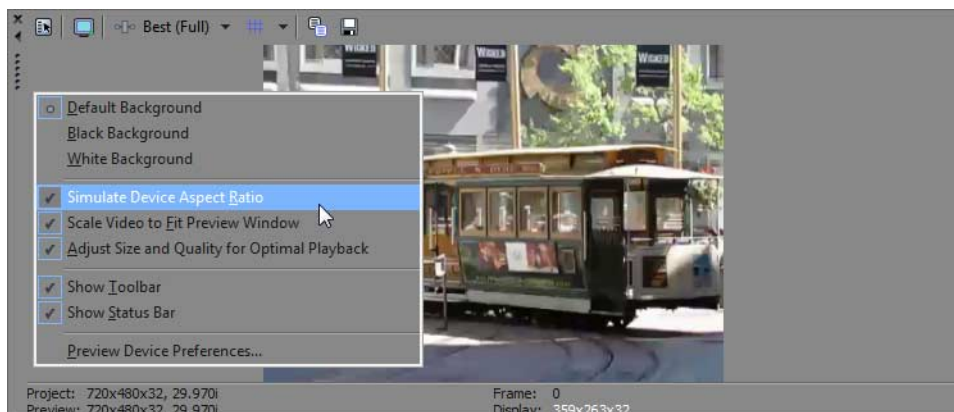 Best (Full)
WICKED
WICKED
Default Background
Black Background
White Background
Simulate Device Aspect Ratio
Scale Video to Fit Preview Window
Adjust Size and Quality for Optimal Playback
Show Toolbar
Show Status Bar
Preview Device Preferences...
Project: 720x480x32, 29.970i
Frame: 0
Preview: 720x480x32, 29.970i
Display: 359x263x32